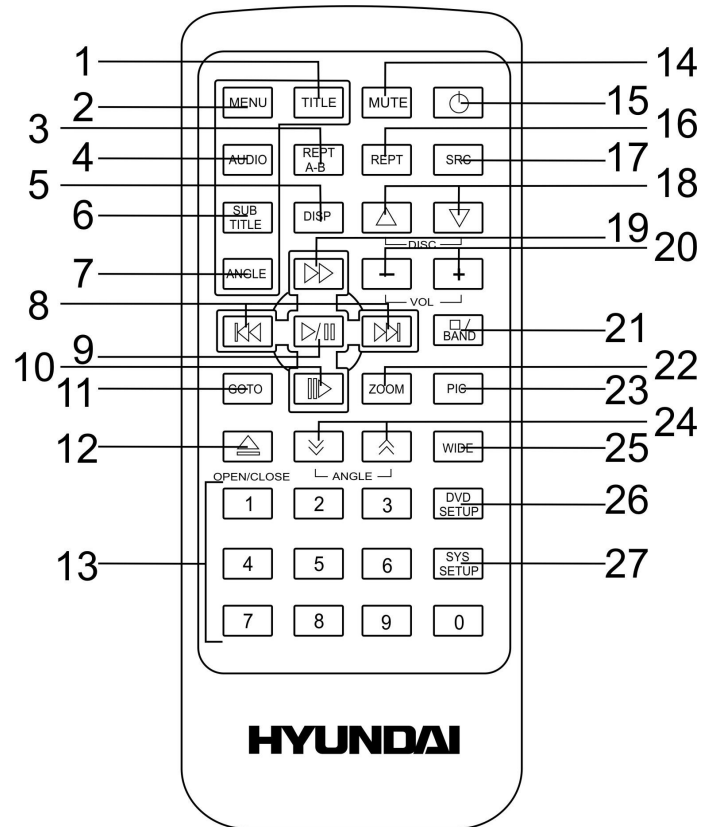 1
14
2
MENU
TITLE
MUTE
15
3
16
4
AUDIO
REPT
A-B
REPT
SRC
17
5
18
6
SUB
TITLE
DISP
DISC
19
7
ANGLE
20
VOL
8
9
BAND
21
10
22
11
GOTO
ZOOM
PIC
23
12
24
WIDE
25
OPEN/CLOSE
ANGLE
1
2
3
DVD
SETUP
26
13
4
5
6
SYS
SETUP
27
7
8
9
0
HYUNDAI